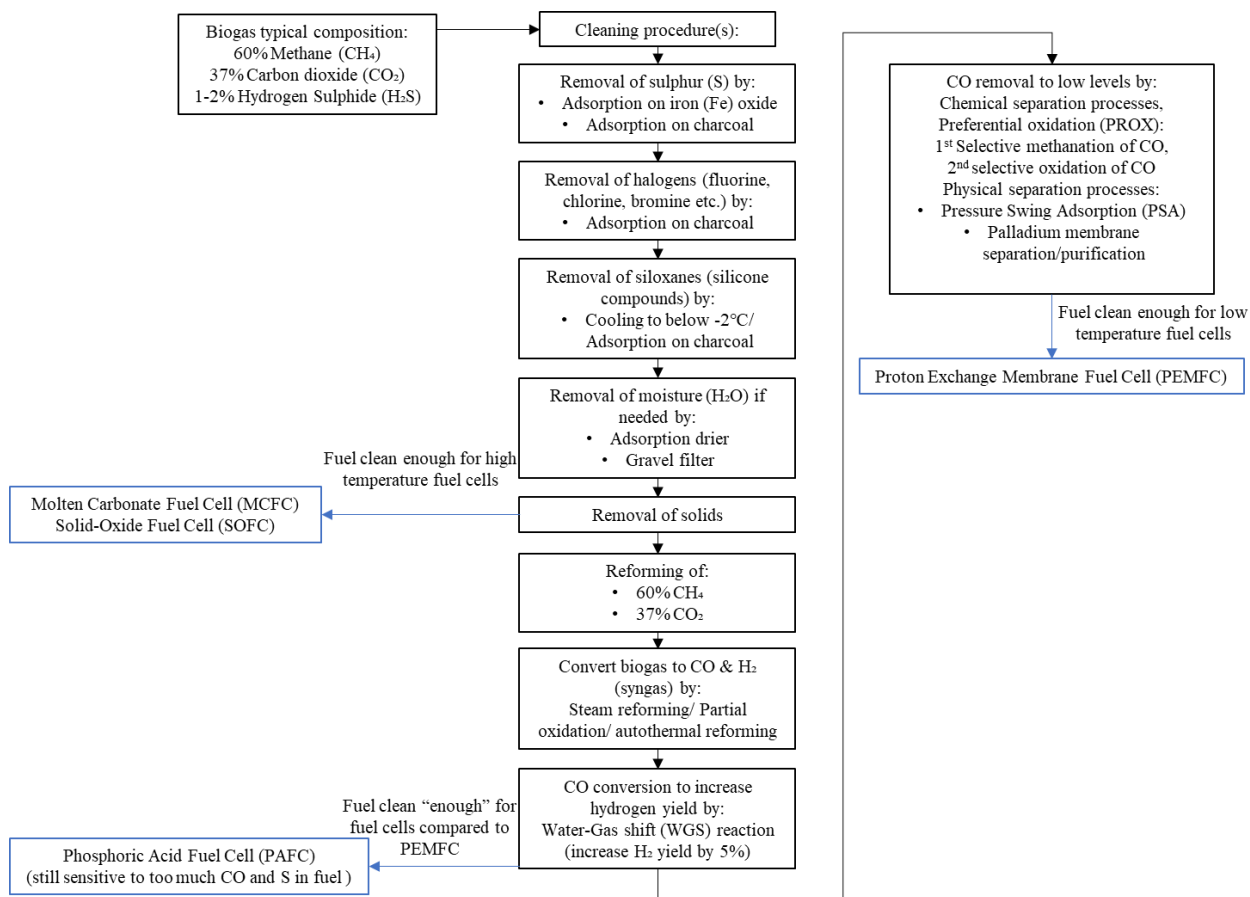 Biogas typical composition:
60% Methane (CH₄)
37% Carbon dioxide (CO₂)
1-2% Hydrogen Sulphide (H₂S)
Cleaning procedure(s):
Removal of sulphur (S) by:
• Adsorption on iron (Fe) oxide
• Adsorption on charcoal
Removal of halogens (fluorine,
chlorine, bromine etc.) by:
• Adsorption on charcoal
Removal of siloxanes (silicone
compounds) by:
• Cooling to below -2°C/
Adsorption on charcoal
Removal of moisture (H₂O) if
needed by:
• Adsorption drier
• Gravel filter
Fuel clean enough for high
temperature fuel cells
Molten Carbonate Fuel Cell (MCFC)
Solid-Oxide Fuel Cell (SOFC)
Removal of solids
Reforming of:
• 60% CH₄
• 37% CO₂
Convert biogas to CO & H₂
(syngas) by:
Steam reforming/ Partial
oxidation/ autothermal reforming
CO conversion to increase
hydrogen yield by:
Water-Gas shift (WGS) reaction
(increase H₂ yield by 5%)
Fuel clean “enough” for
fuel cells compared to
PEMFC
Phosphoric Acid Fuel Cell (PAFC)
(still sensitive to too much CO and S in fuel )
CO removal to low levels by:
Chemical separation processes,
Preferential oxidation (PROX):
1st Selective methanation of CO,
2nd selective oxidation of CO
Physical separation processes:
• Pressure Swing Adsorption (PSA)
• Palladium membrane
separation/purification
Fuel clean enough for low
temperature fuel cells
Proton Exchange Membrane Fuel Cell (PEMFC)